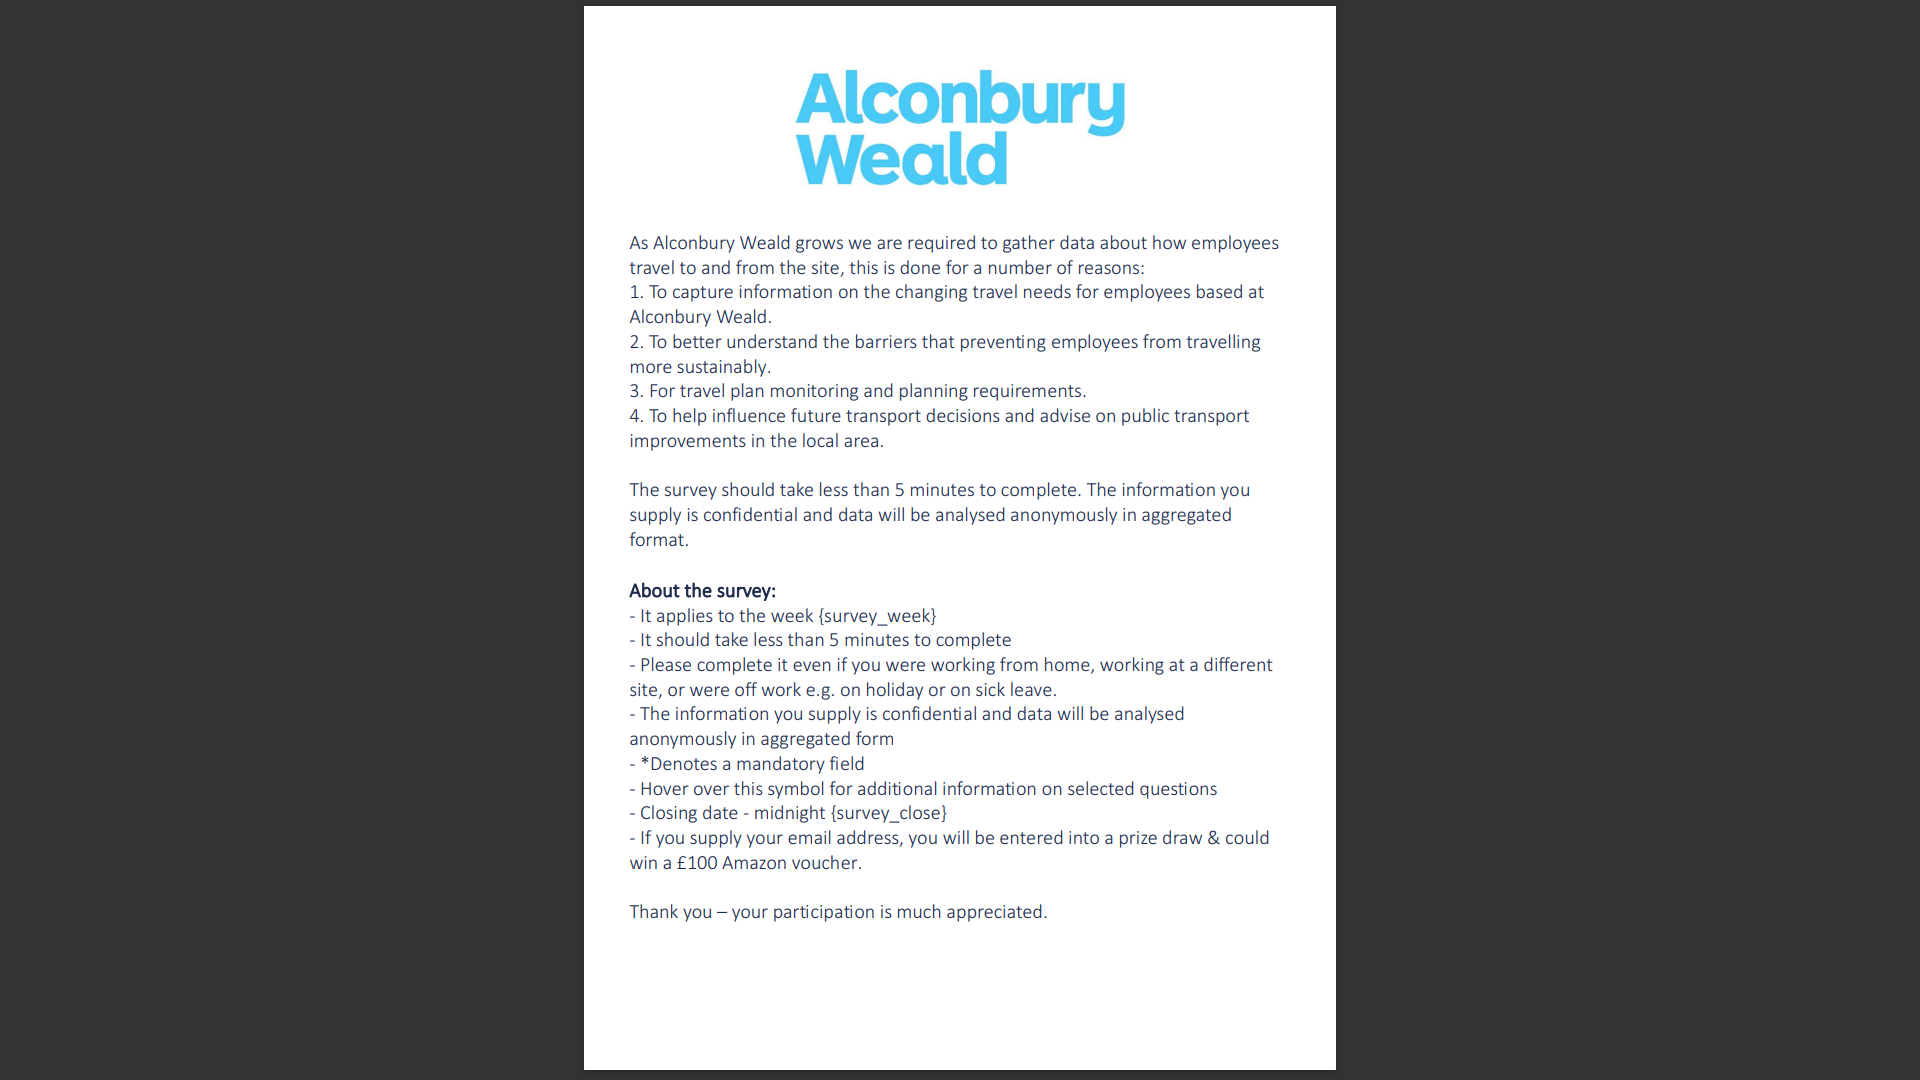 Alconbury
Weald
As Alconbury Weald grows we are required to gather data about how employees
travel to and from the site, this is done for a number of reasons:
1. To capture information on the changing travel needs for employees based at
Alconbury Weald.
2. To better understand the barriers that preventing employees from travelling
more sustainably.
3. For travel plan monitoring and planning requirements.
4. To help influence future transport decisions and advise on public transport
improvements in the local area.
The survey should take less than 5 minutes to complete. The information you
supply is confidential and data will be analysed anonymously in aggregated
format.
About the survey:
- It applies to the week {survey_week}
- It should take less than 5 minutes to complete
- Please complete it even if you were working from home, working at a different
site, or were off work e.g. on holiday or on sick leave.
- The information you supply is confidential and data will be analysed
anonymously in aggregated form
- *Denotes a mandatory field
- Hover over this symbol for additional information on selected questions
- Closing date - midnight {survey_close}
- If you supply your email address, you will be entered into a prize draw & could
win a £100 Amazon voucher.
Thank you – your participation is much appreciated.